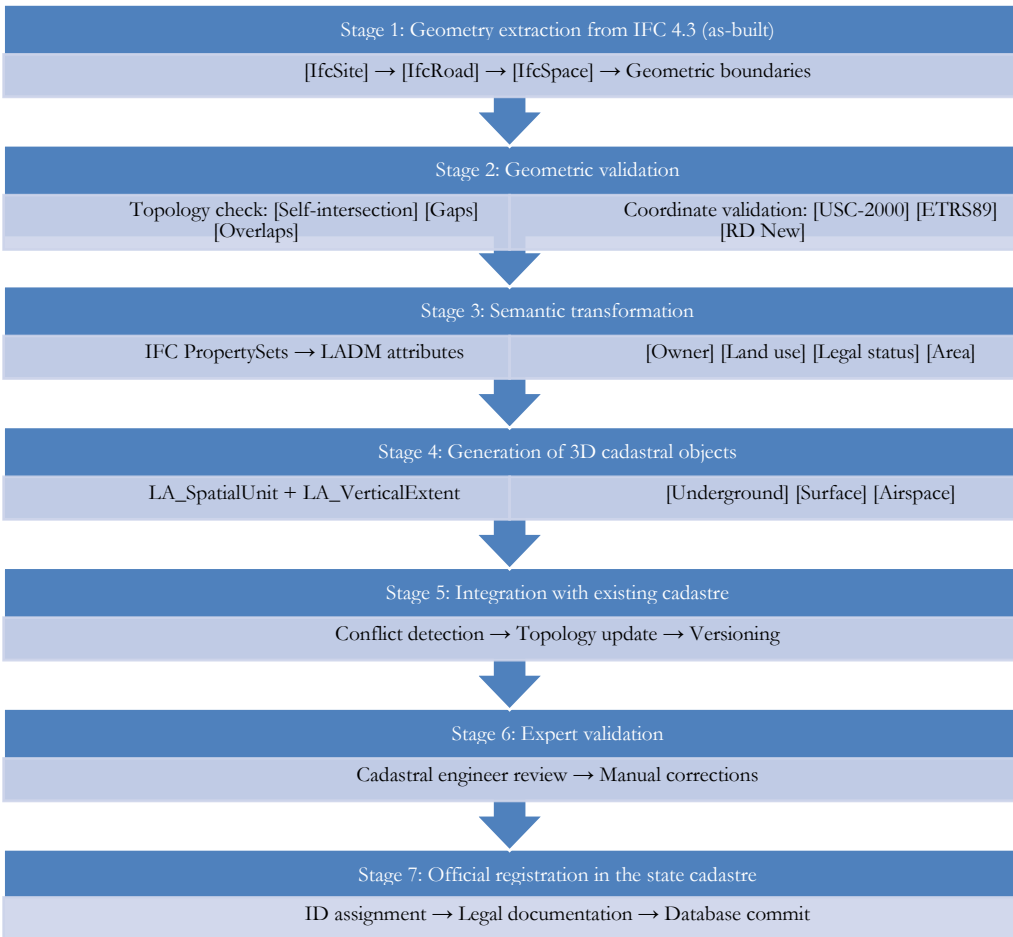 Stage 1: Geometry extraction from IFC 4.3 (as-built)
[IfcSite] → [IfcRoad] → [IfcSpace] → Geometric boundaries
Stage 2: Geometric validation
Topology check: [Self-intersection] [Gaps]
[Overlaps]
Coordinate validation: [USC-2000] [ETRS89]
[RD New]
Stage 3: Semantic transformation
IFC PropertySets → LADM attributes
[Owner] [Land use] [Legal status] [Area]
Stage 4: Generation of 3D cadastral objects
LA_SpatialUnit + LA_VerticalExtent
[Underground] [Surface] [Airspace]
Stage 5: Integration with existing cadastre
Conflict detection → Topology update → Versioning
Stage 6: Expert validation
Cadastral engineer review → Manual corrections
Stage 7: Official registration in the state cadastre
ID assignment → Legal documentation → Database commit